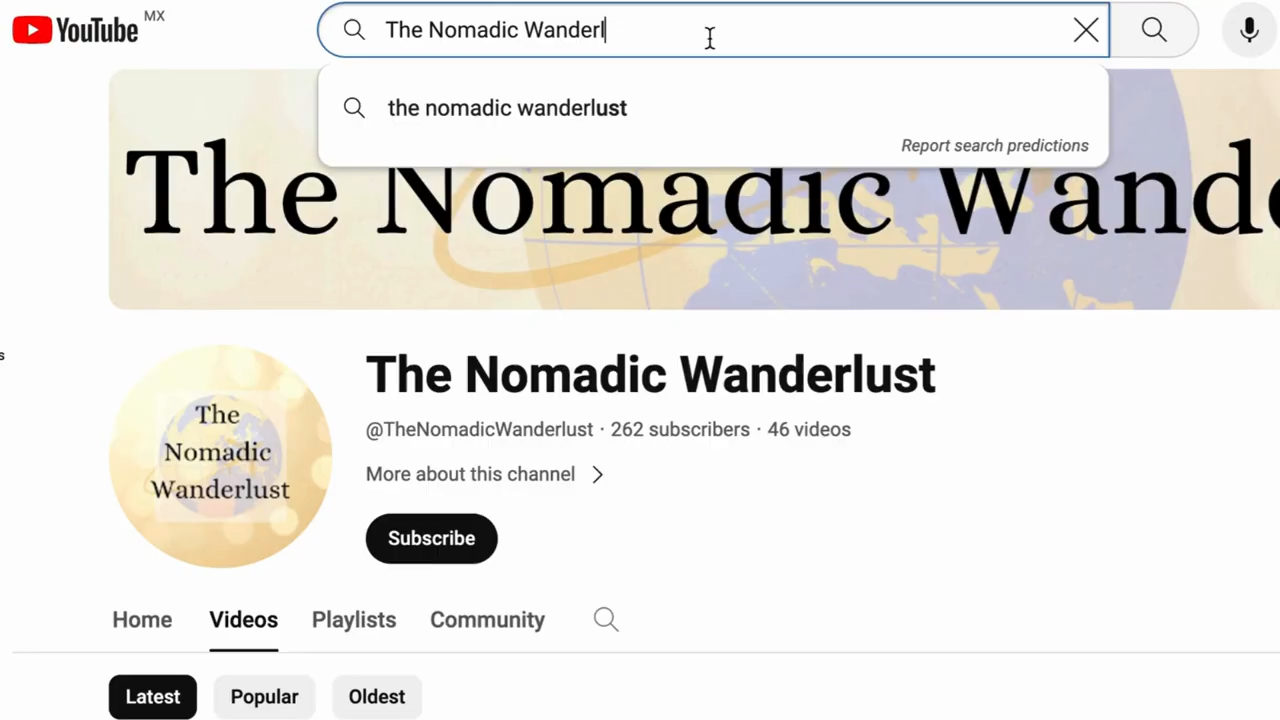 YouTube MX
The Nomadic Wanderl
the nomadic wanderlust
Report search predictions
The Nomadic Wande
The Nomadic Wanderlust
@TheNomadicWanderlust · 262 subscribers · 46 videos
More about this channel
Subscribe
The
Nomadic
Wanderlust
Home Videos Playlists Community
Latest Popular Oldest